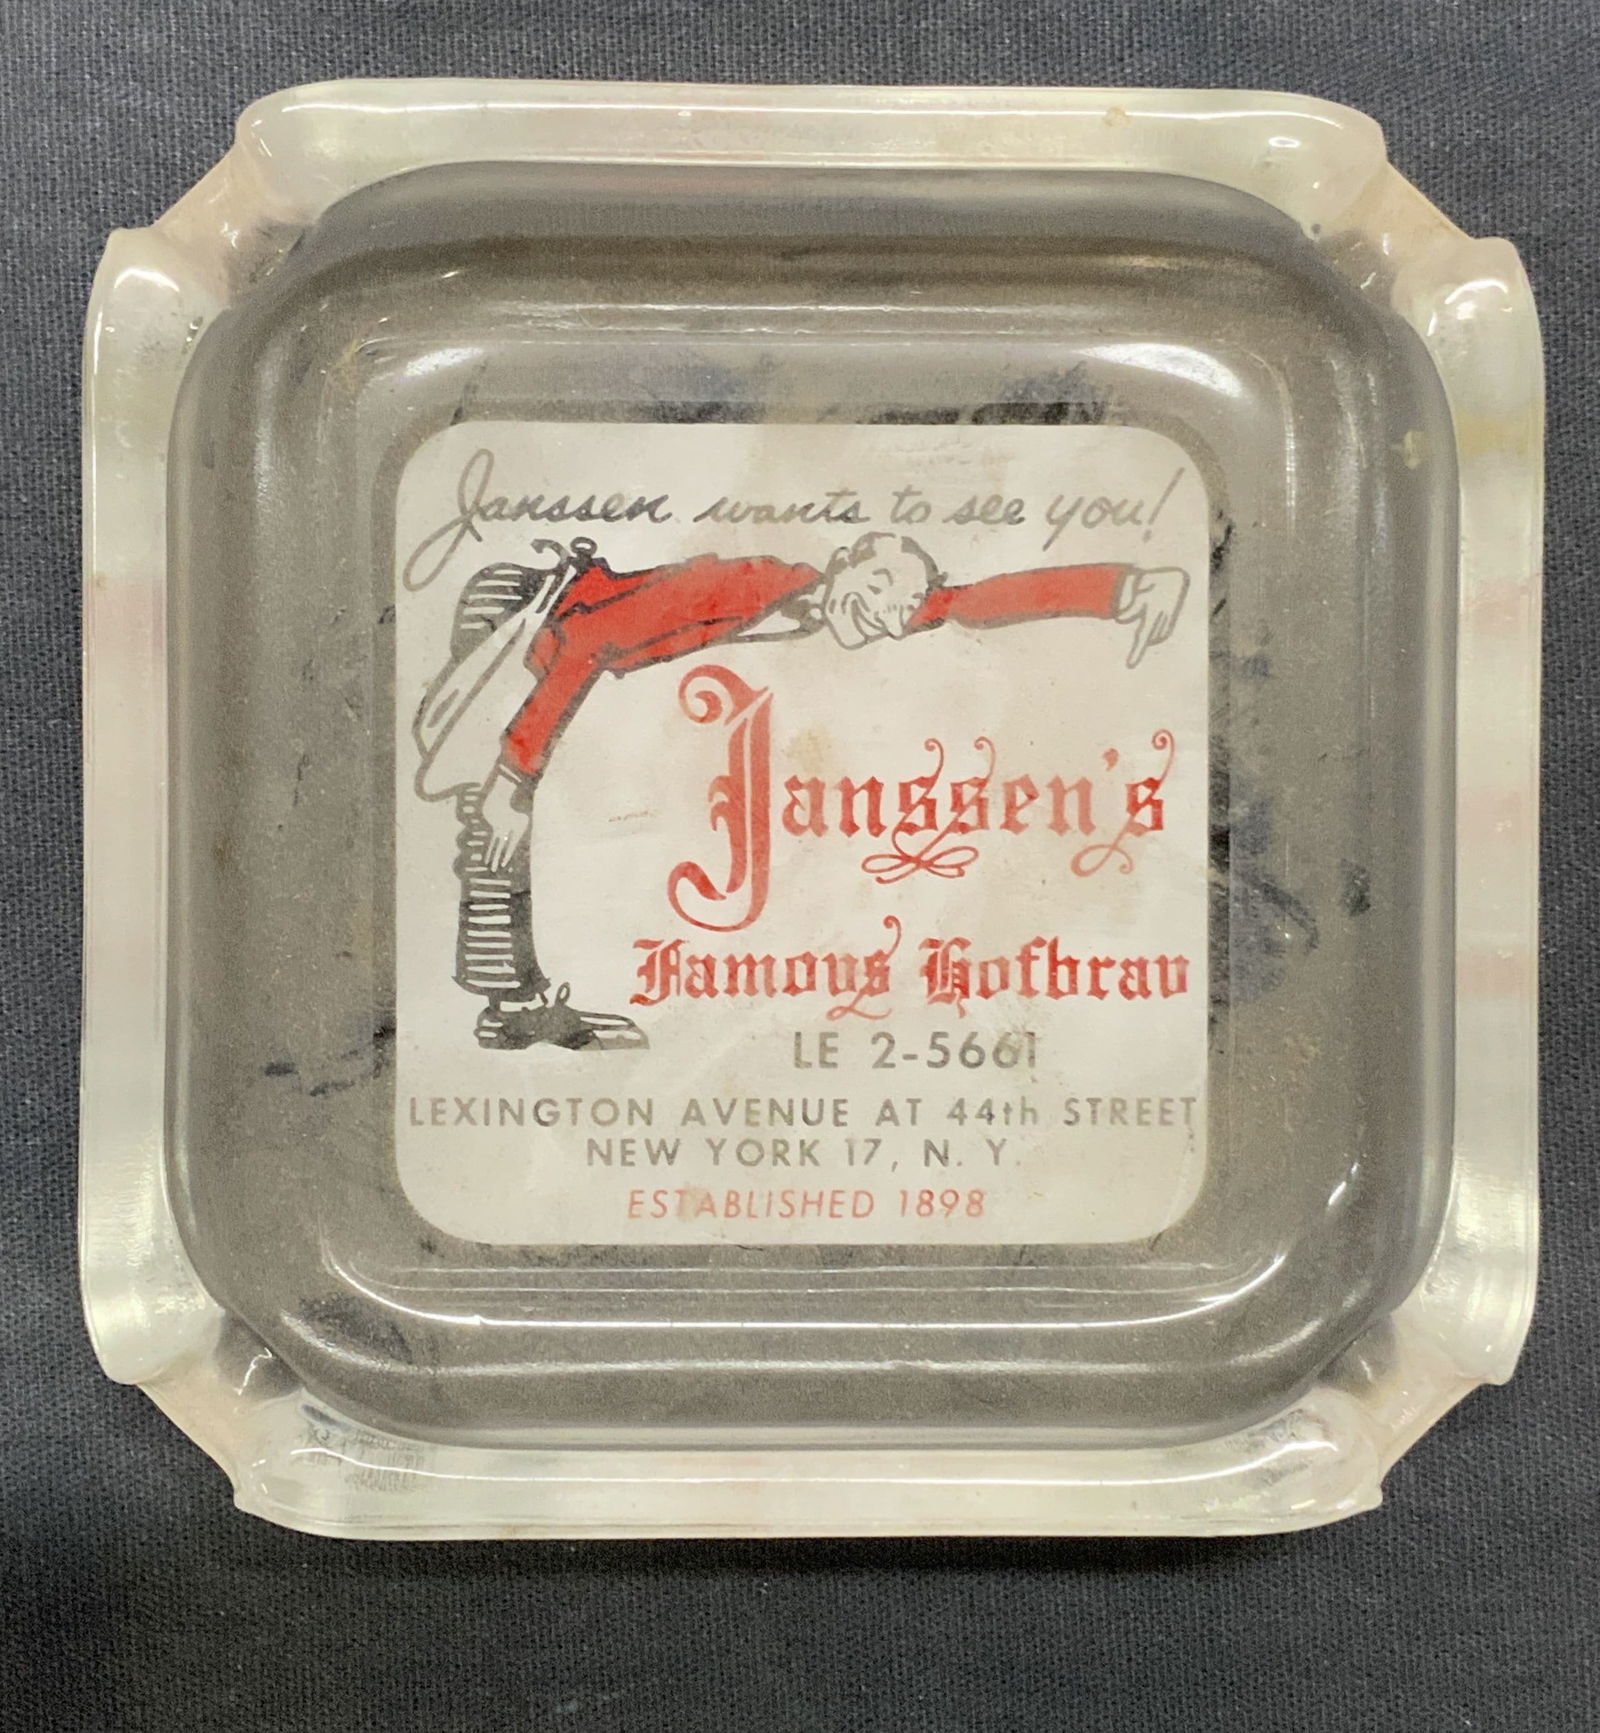 Janssen wants to see you!
Janssen's
Famous Hofbrau
LE 2-5661
LEXINGTON AVENUE AT 44th STREET
NEW YORK 17, N. Y.
ESTABLISHED 1898